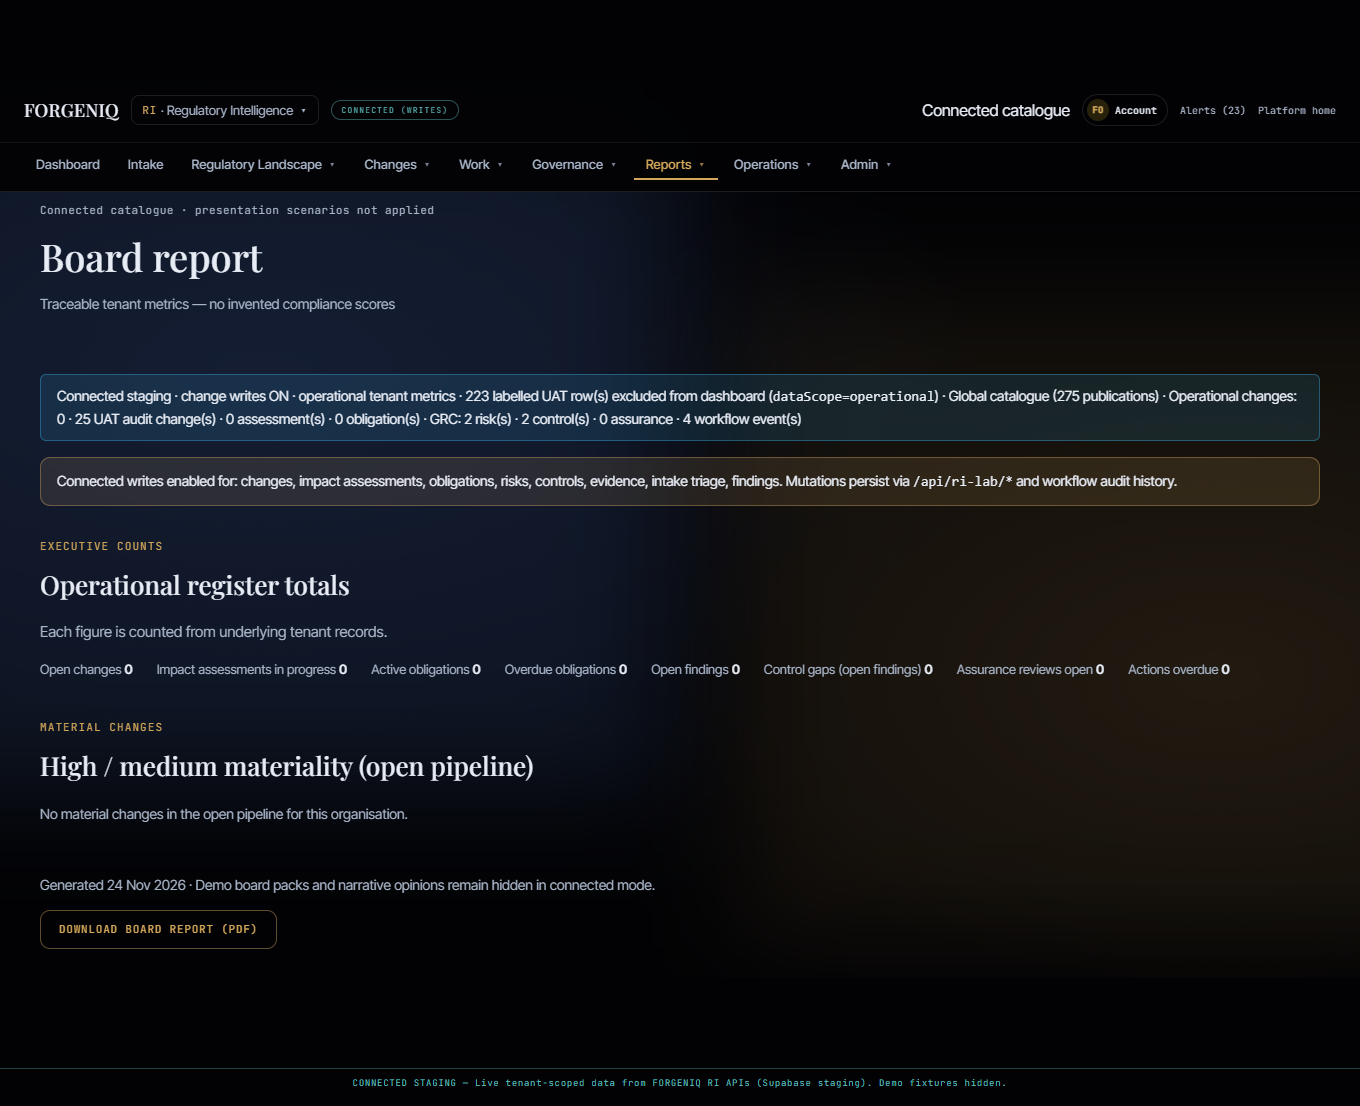 FORGENIQ
RI · Regulatory Intelligence ▾
CONNECTED (WRITES)
Connected catalogue
FO Account
Alerts (23)
Platform home
Dashboard
Intake
Regulatory Landscape ▾
Changes ▾
Work ▾
Governance ▾
Reports ▾
Operations ▾
Admin ▾
Connected catalogue · presentation scenarios not applied
Board report
Traceable tenant metrics — no invented compliance scores
Connected staging · change writes ON · operational tenant metrics · 223 labelled UAT row(s) excluded from dashboard (dataScope=operational) · Global catalogue (275 publications) · Operational changes:
0 · 25 UAT audit change(s) · 0 assessment(s) · 0 obligation(s) · GRC: 2 risk(s) · 2 control(s) · 0 assurance · 4 workflow event(s)
Connected writes enabled for: changes, impact assessments, obligations, risks, controls, evidence, intake triage, findings. Mutations persist via /api/ri-lab/* and workflow audit history.
EXECUTIVE COUNTS
Operational register totals
Each figure is counted from underlying tenant records.
Open changes 0
Impact assessments in progress 0
Active obligations 0
Overdue obligations 0
Open findings 0
Control gaps (open findings) 0
Assurance reviews open 0
Actions overdue 0
MATERIAL CHANGES
High / medium materiality (open pipeline)
No material changes in the open pipeline for this organisation.
Generated 24 Nov 2026 · Demo board packs and narrative opinions remain hidden in connected mode.
DOWNLOAD BOARD REPORT (PDF)
CONNECTED STAGING — Live tenant-scoped data from FORGENIQ RI APIs (Supabase staging). Demo fixtures hidden.